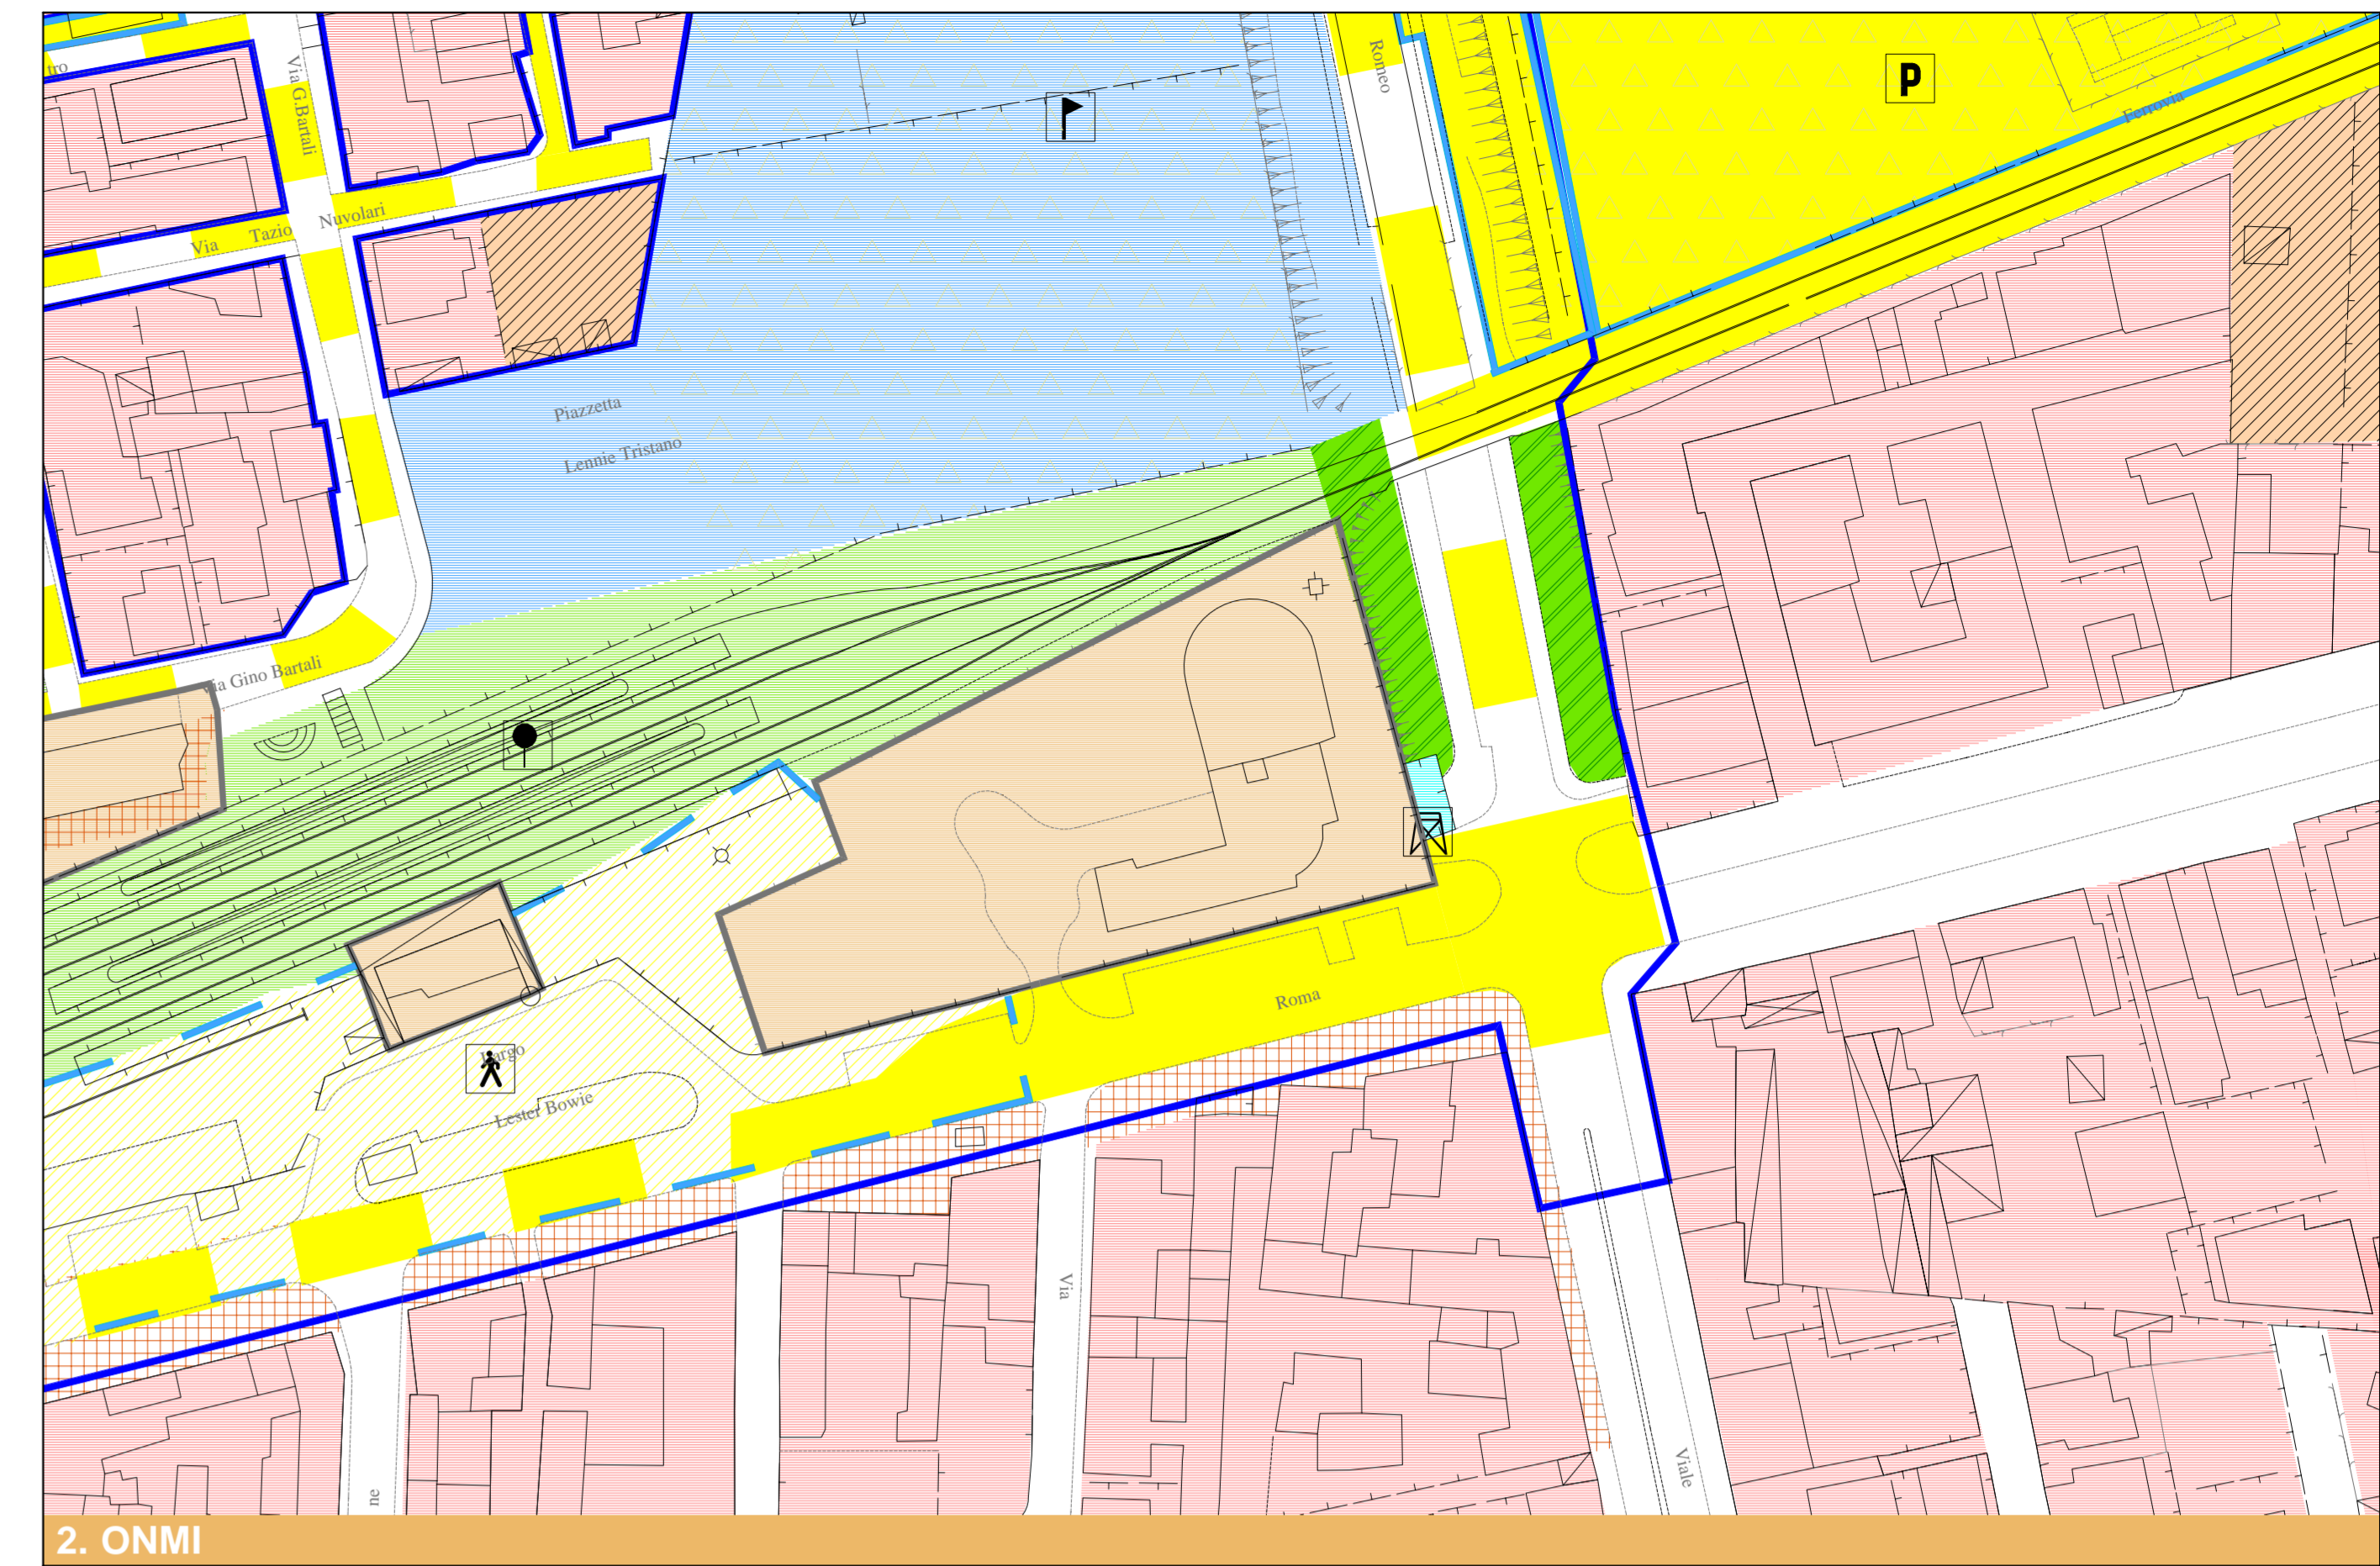 tro
Via G.Bartali
Romeo
P
Ferrovia
Via Tazio Nuvolari
Piazzetta
Lennie Tristano
Via Gino Bartali
Largo
Lester Bowie
Roma
Via
Viale
ne
2. ONMI